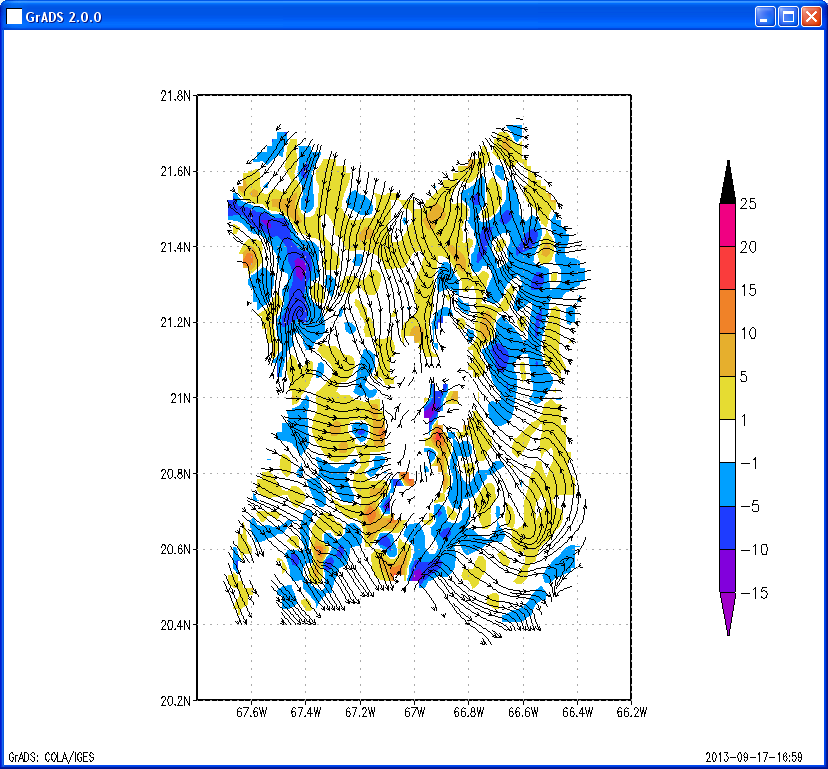 GrADS 2.0.0
21.8N
21.6N
21.4N
21.2N
21N
20.8N
20.6N
20.4N
20.2N
67.6W 67.4W 67.2W 67W 66.8W 66.6W 66.4W 66.2W
25
20
15
10
5
1
−1
−5
−10
−15
GrADS: COLA/IGES 2013-09-17-16:59